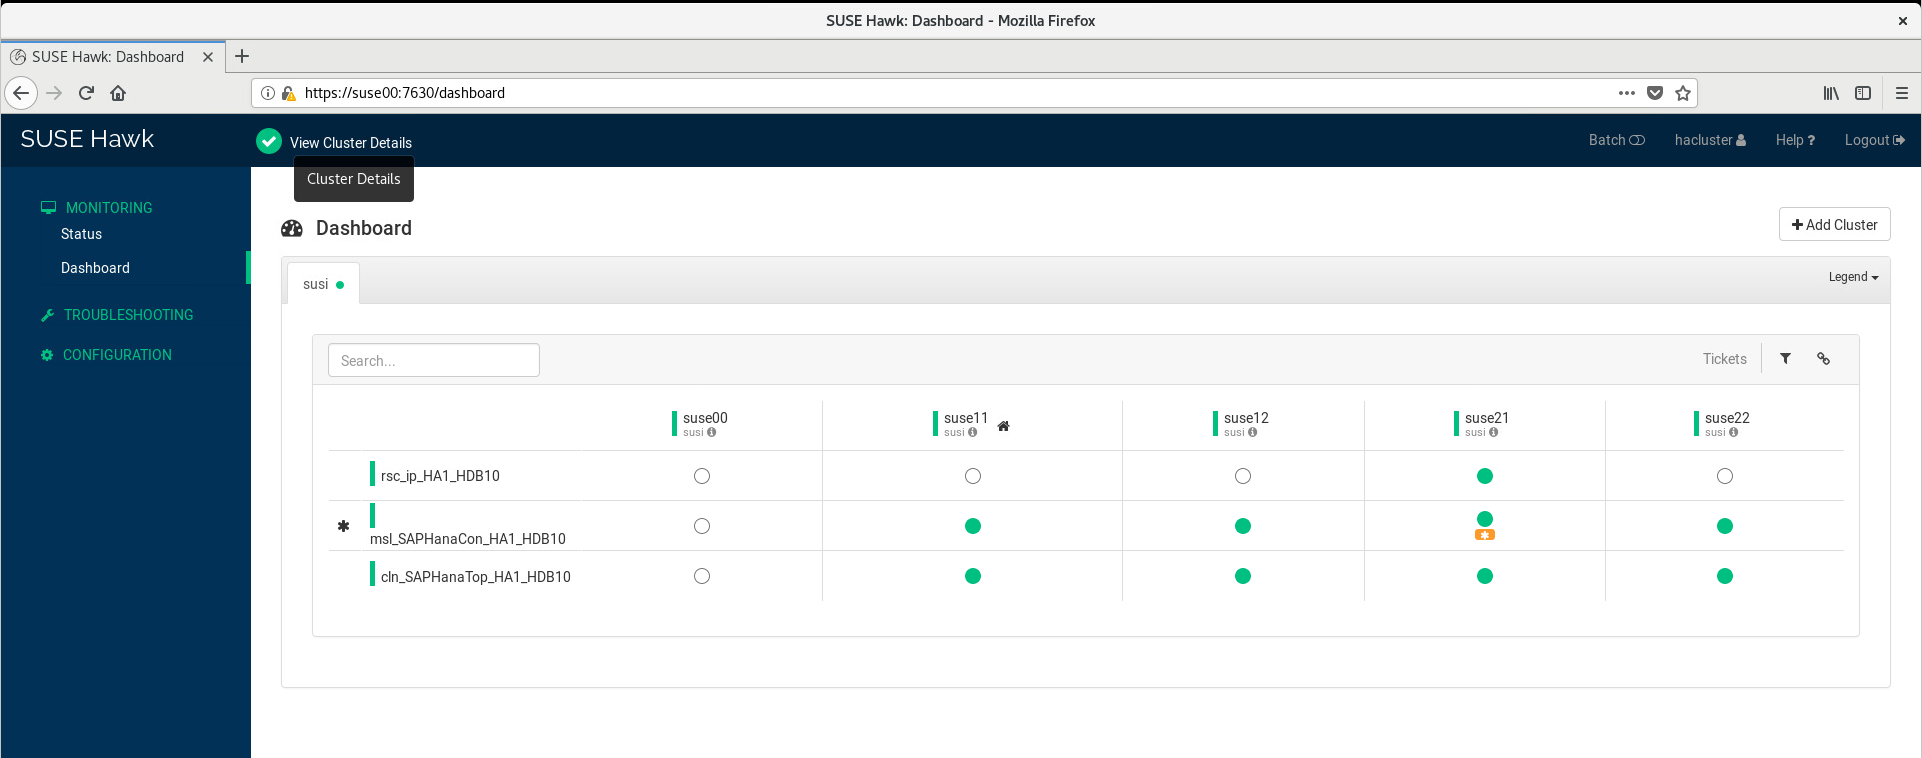 SUSE Hawk: Dashboard - Mozilla Firefox
SUSE Hawk: Dashboard
https://suse00:7630/dashboard
SUSE Hawk
View Cluster Details
Batch
hacluster
Help ?
Logout
Cluster Details
MONITORING
Status
Dashboard
TROUBLESHOOTING
CONFIGURATION
Dashboard
Add Cluster
susi
Legend
Search...
Tickets
suse00 suse11 suse12 suse21 suse22
susi susi susi susi susi
rsc_ip_HA1_HDB10
msl_SAPHanaCon_HA1_HDB10
cln_SAPHanaTop_HA1_HDB10